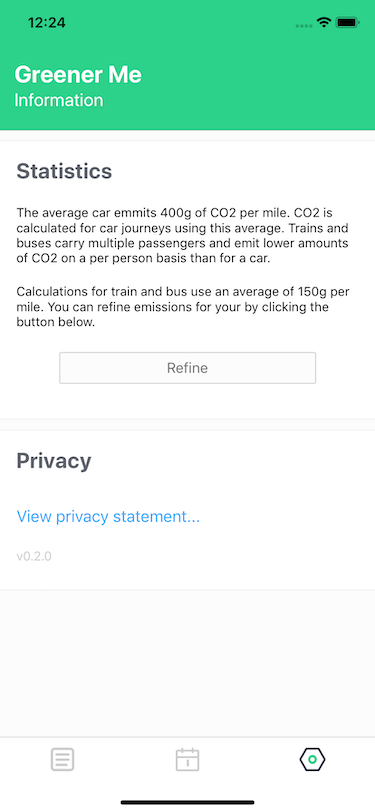 12:24
Greener Me
Information
Statistics
The average car emmits 400g of CO2 per mile. CO2 is
calculated for car journeys using this average. Trains and
buses carry multiple passengers and emit lower amounts
of CO2 on a per person basis than for a car.
Calculations for train and bus use an average of 150g per
mile. You can refine emissions for your by clicking the
button below.
Refine
Privacy
View privacy statement...
v0.2.0